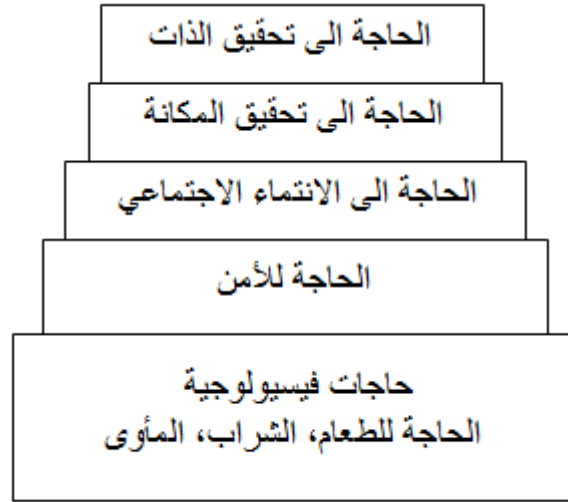 الحاجة الى تحقيق الذات
الحاجة الى تحقيق المكانة
الحاجة الى الانتماء الاجتماعي
الحاجة للأمن
حاجات فيسيولوجية
الحاجة للطعام، الشراب، المأوى